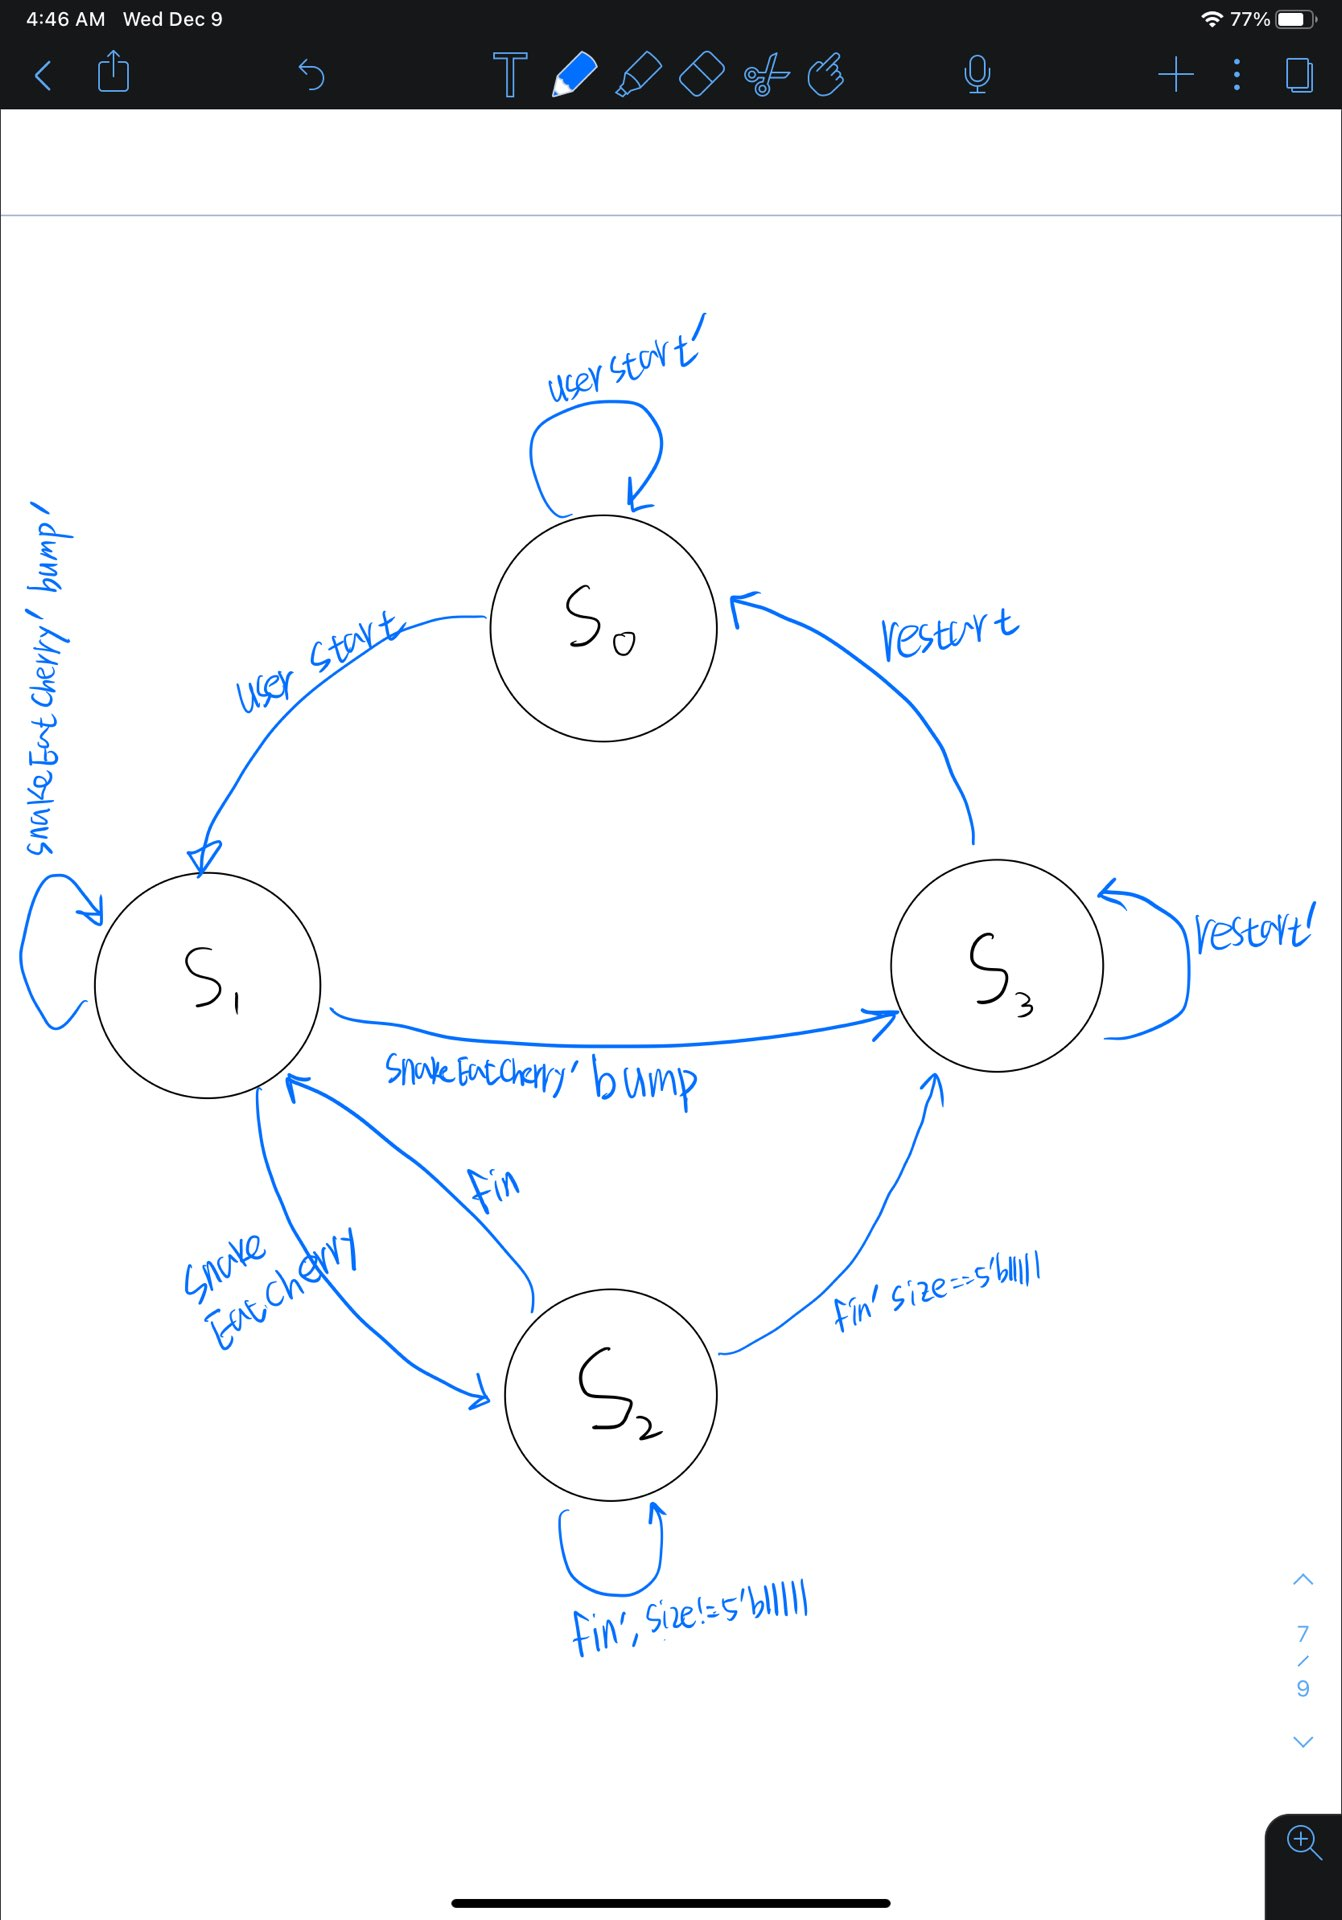 4:46 AM Wed Dec 9
77%
T
user start'
S0
user start
restart
snakeEatCherry' bump'
S1
S3
restart'
SnakeEatCherry' bump
fin
Snake
EatCherry
fin' size==5'b11111
S2
fin', size!=5'b11111
7
/
9